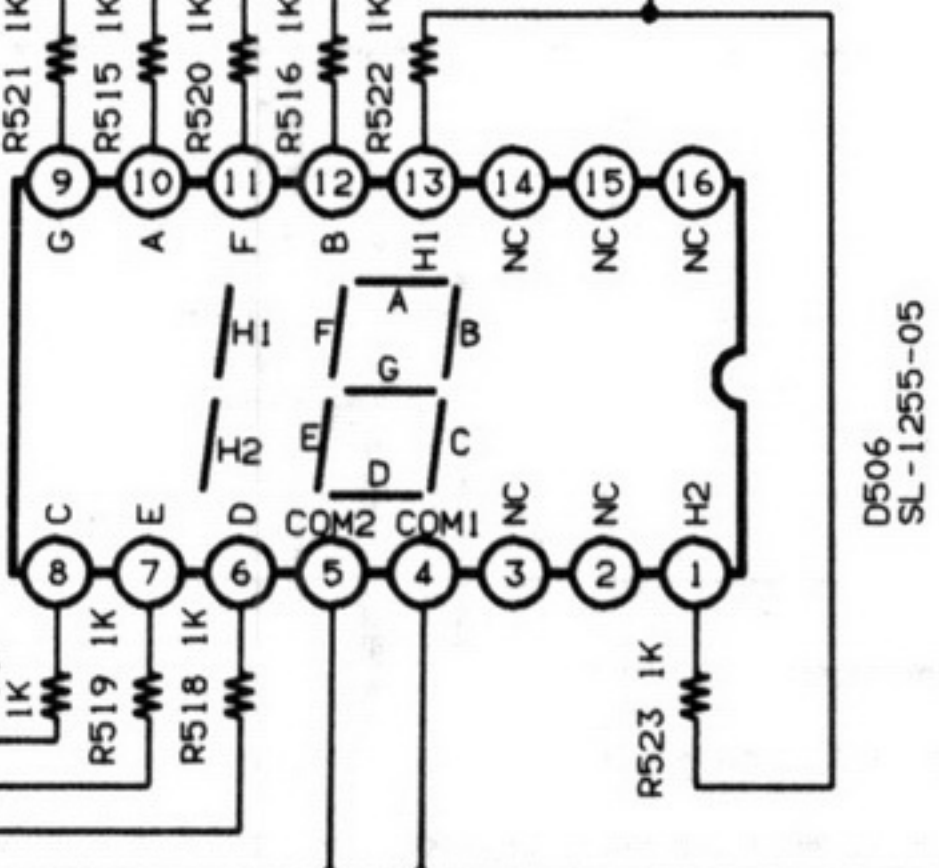 R521 1K
R515 1K
R520 1K
R516 1K
R522 1K
9 10 11 12 13 14 15 16
G A F B H1 NC NC NC
A
H1 F B
G
H2 E C
D
C E D COM2 COM1 NC NC H2
8 7 6 5 4 3 2 1
1K
R519 1K
R518 1K
R523 1K
D506
SL-1255-05